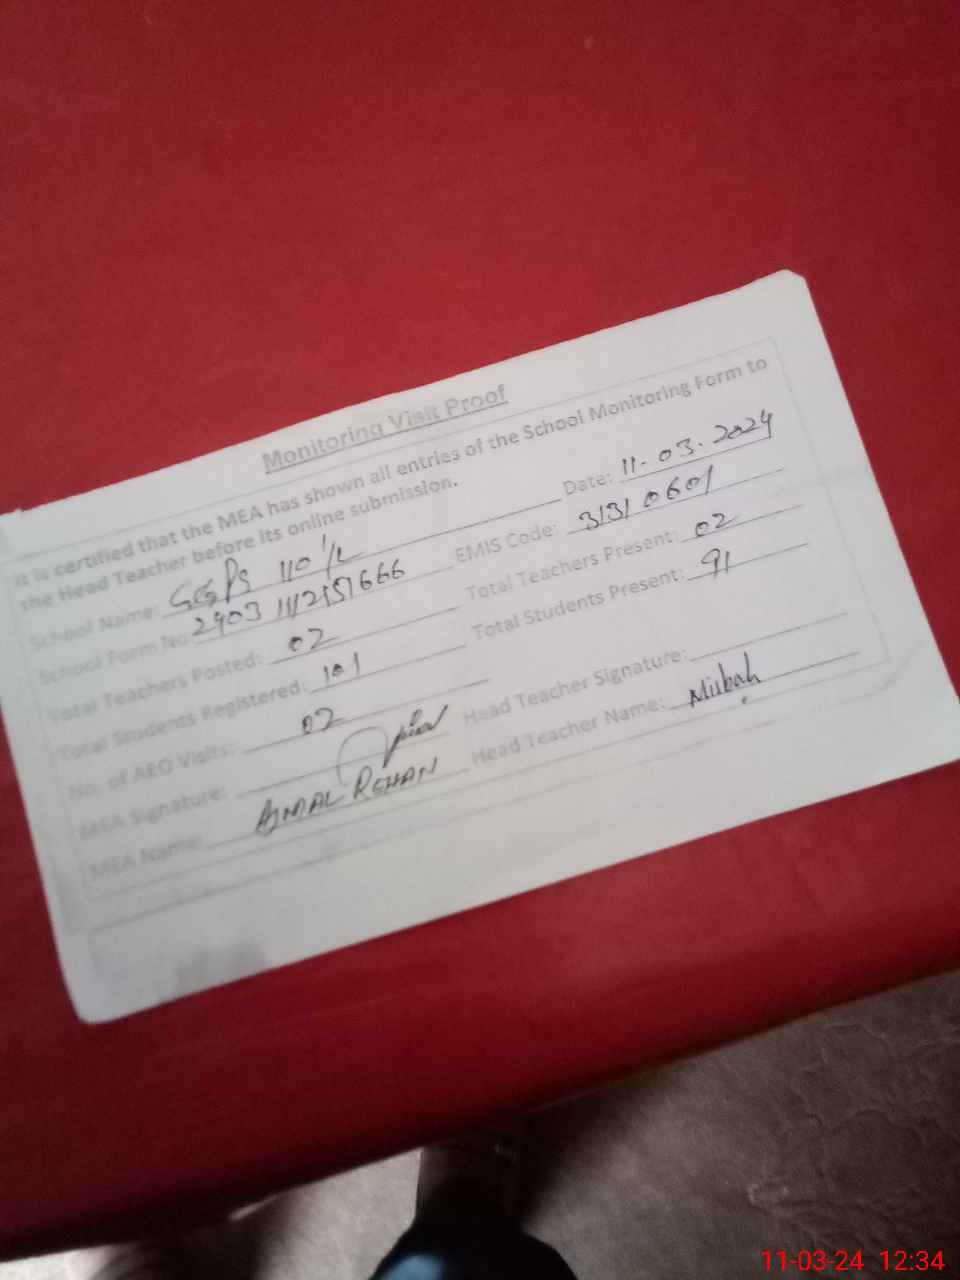 Monitoring Visit Proof
It is certified that the MEA has shown all entries of the School Monitoring Form to
the Head Teacher before its online submission.
Date: 11-03-2024
School Name: GGPS 110/L
EMIS Code: 31310601
School Form No:
Total Teachers Present: 02
Total Teachers Posted: 02
Total Students Present: 91
Total Students Registered: 101
No. of AEO Visits: 02
Head Teacher Signature:
MEA Signature:
Head Teacher Name: Misbah
MEA Name: AJMAL REHAN
11-03-24 12:34